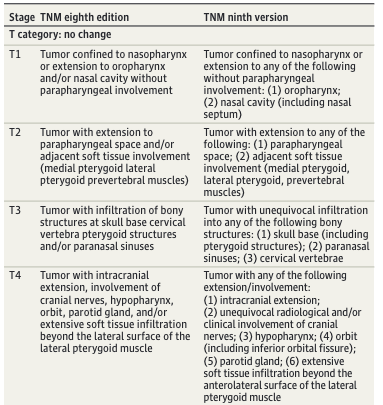 Stage TNM eighth edition TNM ninth version
T category: no change
T1 Tumor confined to nasopharynx Tumor confined to nasopharynx or
or extension to oropharynx extension to any of the following
and/or nasal cavity without without parapharyngeal
parapharyngeal involvement involvement: (1) oropharynx;
(2) nasal cavity (including nasal
septum)
T2 Tumor with extension to Tumor with extension to any of the
parapharyngeal space and/or following: (1) parapharyngeal
adjacent soft tissue involvement space; (2) adjacent soft tissue
(medial pterygoid lateral involvement (medial pterygoid,
pterygoid prevertebral muscles) lateral pterygoid, prevertebral
muscles)
T3 Tumor with infiltration of bony Tumor with unequivocal infiltration
structures at skull base cervical into any of the following bony
vertebra pterygoid structures structures: (1) skull base (including
and/or paranasal sinuses pterygoid structures); (2) paranasal
sinuses; (3) cervical vertebrae
T4 Tumor with intracranial Tumor with any of the following
extension, involvement of extension/involvement:
cranial nerves, hypopharynx, (1) intracranial extension;
orbit, parotid gland, and/or (2) unequivocal radiological and/or
extensive soft tissue infiltration clinical involvement of cranial
beyond the lateral surface of the nerves; (3) hypopharynx; (4) orbit
lateral pterygoid muscle (including inferior orbital fissure);
(5) parotid gland; (6) extensive
soft tissue infiltration beyond the
anterolateral surface of the lateral
pterygoid muscle